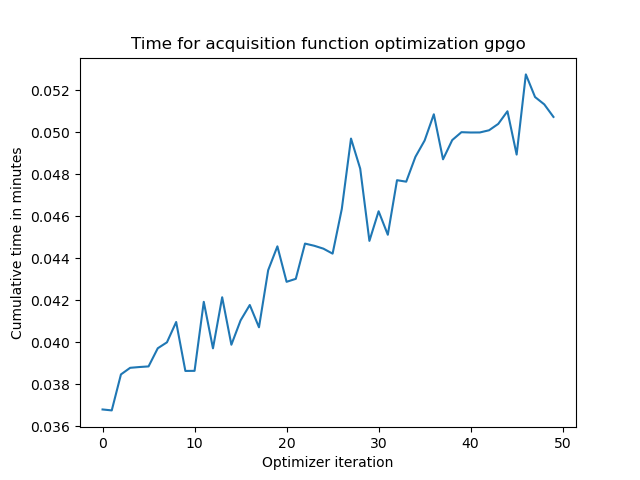 Time for acquisition function optimization gpgo
Cumulative time in minutes
0.052
0.050
0.048
0.046
0.044
0.042
0.040
0.038
0.036
0 10 20 30 40 50
Optimizer iteration